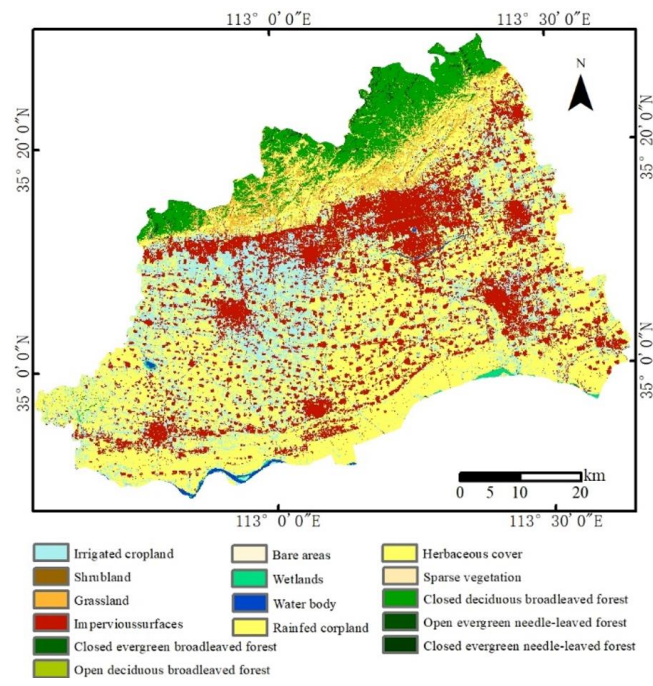 113° 0′0″E
113° 30′0″E
N
35° 20′0″N
35° 20′0″N
35° 0′0″N
35° 0′0″N
km
0 5 10 20
113° 0′0″E
113° 30′0″E
Irrigated cropland
Bare areas
Herbaceous cover
Shrubland
Wetlands
Sparse vegetation
Grassland
Water body
Closed deciduous broadleaved forest
Impervioussurfaces
Rainfed corpland
Open evergreen needle-leaved forest
Closed evergreen broadleaved forest
Closed evergreen needle-leaved forest
Open deciduous broadleaved forest